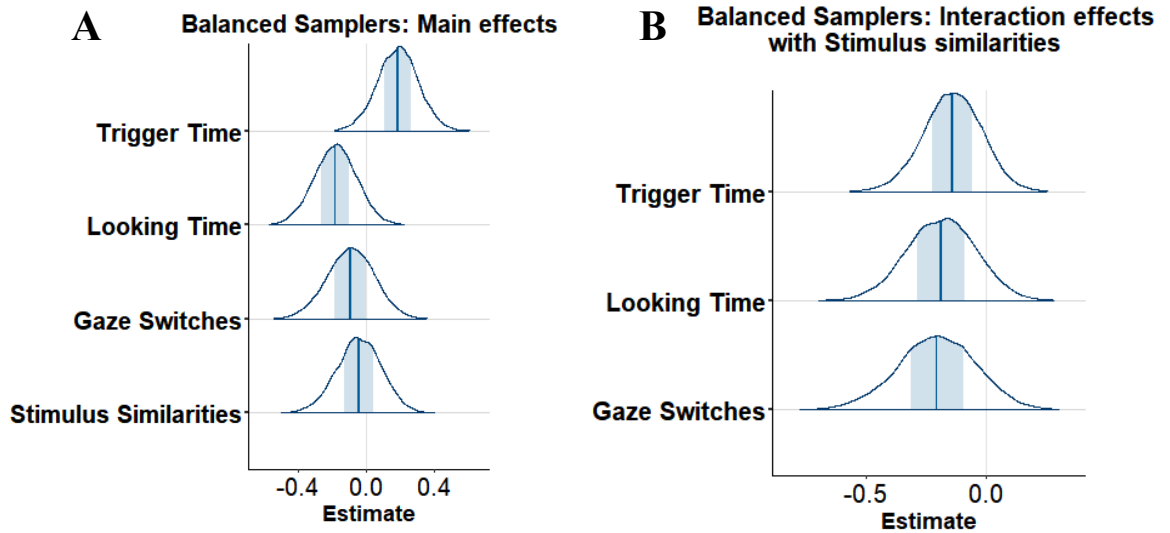 A
Balanced Samplers: Main effects
Trigger Time
Looking Time
Gaze Switches
Stimulus Similarities
-0.4 0.0 0.4
Estimate
B
Balanced Samplers: Interaction effects
with Stimulus similarities
Trigger Time
Looking Time
Gaze Switches
-0.5 0.0
Estimate